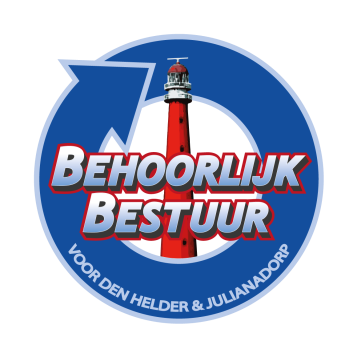 BEHOORLIJK
BESTUUR
VOOR DEN HELDER & JULIANADORP